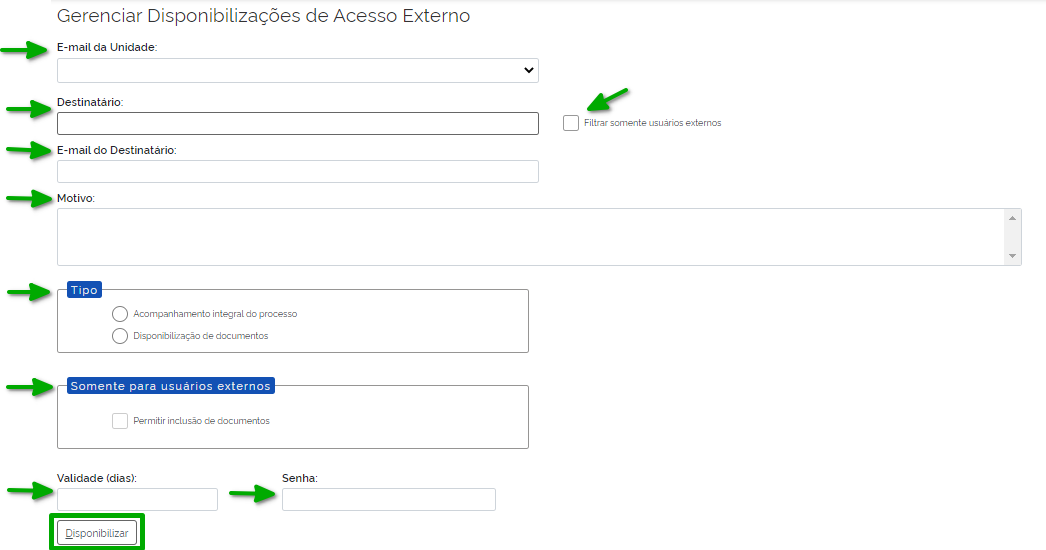 Gerenciar Disponibilizações de Acesso Externo
E-mail da Unidade:
Destinatário:
Filtrar somente usuários externos
E-mail do Destinatário:
Motivo:
Tipo
Acompanhamento integral do processo
Disponibilização de documentos
Somente para usuários externos
Permitir inclusão de documentos
Validade (dias): Senha:
Disponibilizar